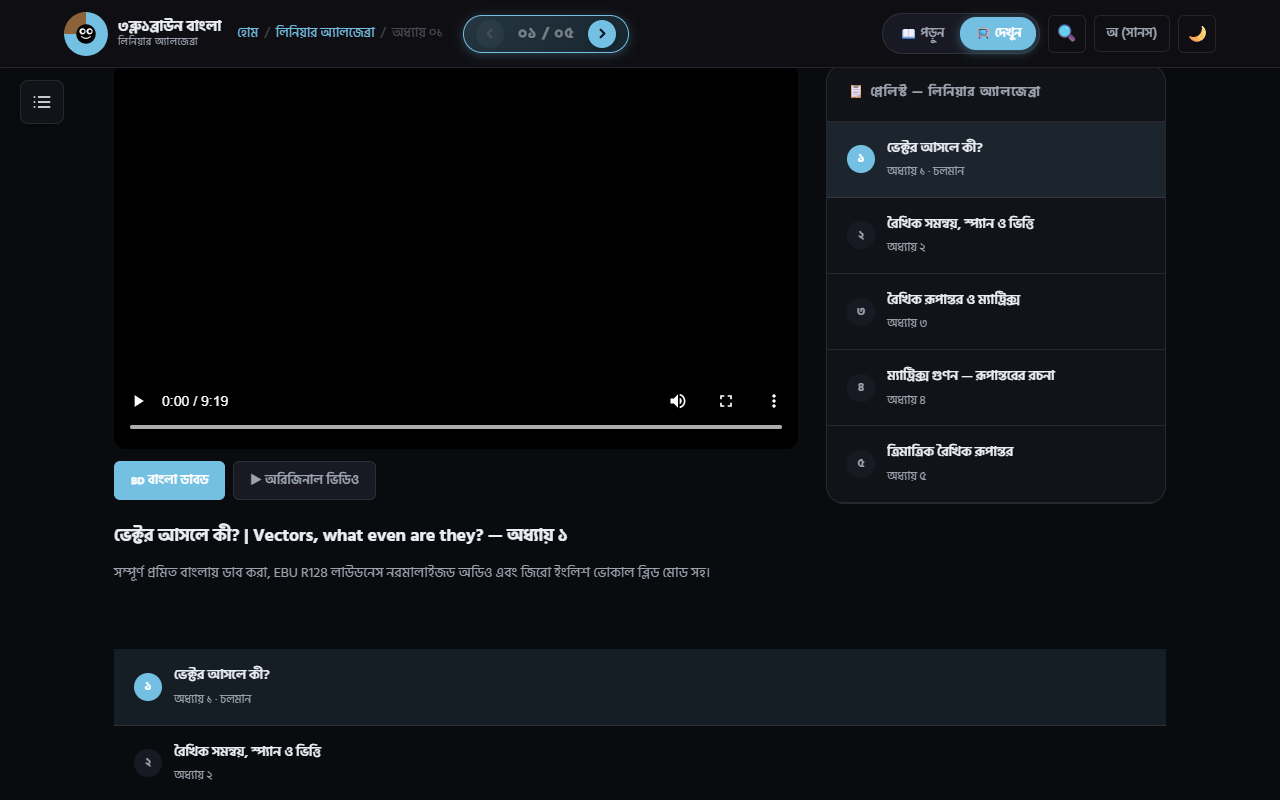 ৩ব্লু১ব্রাউন বাংলা
লিনিয়ার অ্যালজেব্রা
হোম / লিনিয়ার অ্যালজেব্রা / অধ্যায় ০১
০১ / ০৫
পড়ুন
দেখুন
অ (সানস)
0:00 / 9:19
BD বাংলা ডাবড
▶ অরিজিনাল ভিডিও
ভেক্টর আসলে কী? | Vectors, what even are they? — অধ্যায় ১
সম্পূর্ণ প্রমিত বাংলায় ডাব করা, EBU R128 লাউডনেস নরমালাইজড অডিও এবং জিরো ইংলিশ ভোকাল ব্লিড মোড সহ।
প্লেলিস্ট — লিনিয়ার অ্যালজেব্রা
১
ভেক্টর আসলে কী?
অধ্যায় ১ · চলমান
২
রৈখিক সমন্বয়, স্প্যান ও ভিত্তি
অধ্যায় ২
৩
রৈখিক রূপান্তর ও ম্যাট্রিক্স
অধ্যায় ৩
৪
ম্যাট্রিক্স গুণন — রূপান্তরের রচনা
অধ্যায় ৪
৫
ত্রিমাত্রিক রৈখিক রূপান্তর
অধ্যায় ৫
১
ভেক্টর আসলে কী?
অধ্যায় ১ · চলমান
২
রৈখিক সমন্বয়, স্প্যান ও ভিত্তি
অধ্যায় ২